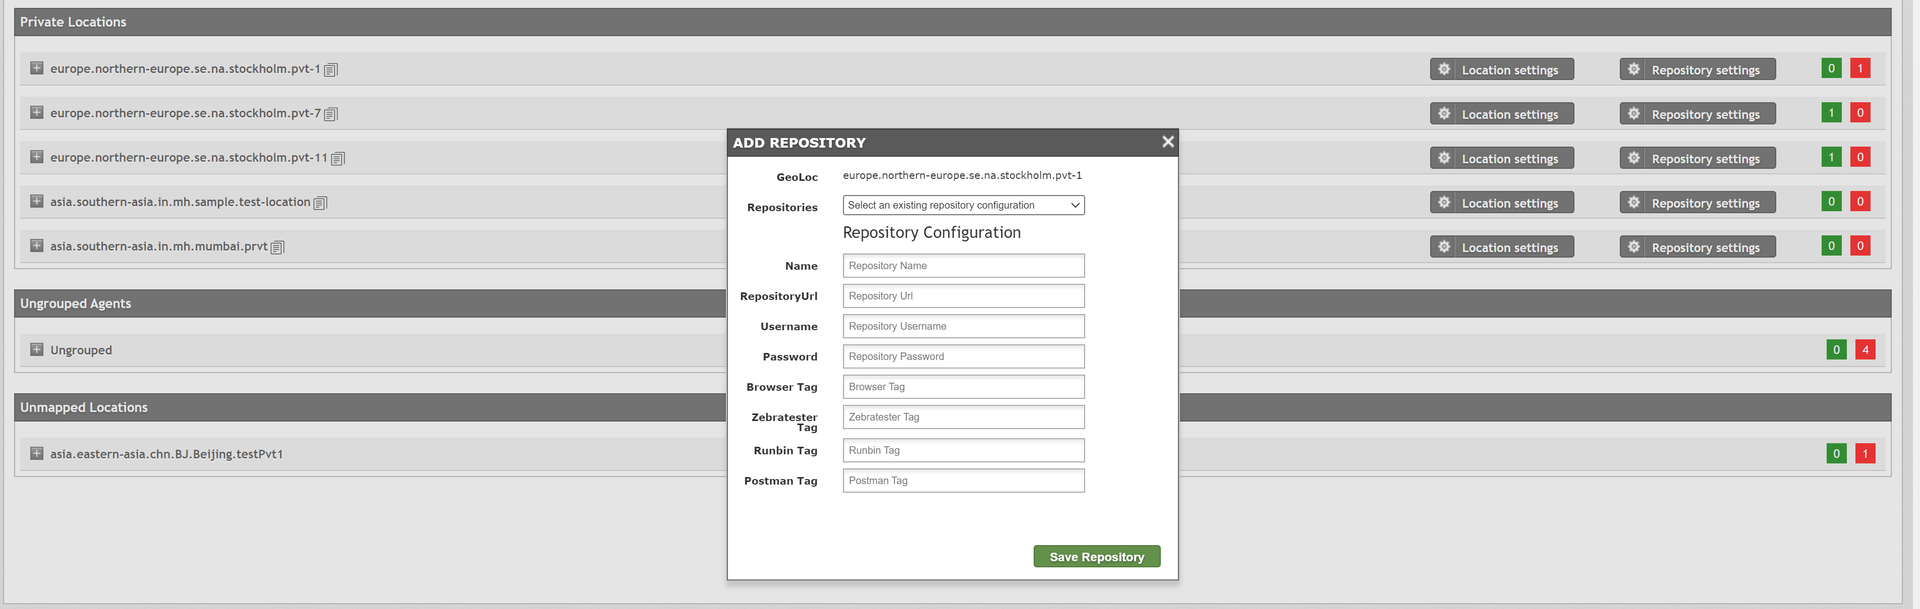 Private Locations
europe.northern-europe.se.na.stockholm.pvt-1 Location settings Repository settings 0 1
europe.northern-europe.se.na.stockholm.pvt-7 Location settings Repository settings 1 0
europe.northern-europe.se.na.stockholm.pvt-11 Location settings Repository settings 1 0
asia.southern-asia.in.mh.sample.test-location Location settings Repository settings 0 0
asia.southern-asia.in.mh.mumbai.prvt Location settings Repository settings 0 0
Ungrouped Agents
Ungrouped 0 4
Unmapped Locations
asia.eastern-asia.chn.BJ.Beijing.testPvt1 0 1
ADD REPOSITORY
GeoLoc europe.northern-europe.se.na.stockholm.pvt-1
Repositories Select an existing repository configuration
Repository Configuration
Name Repository Name
RepositoryUrl Repository Url
Username Repository Username
Password Repository Password
Browser Tag Browser Tag
Zebratester Zebratester Tag
Tag
Runbin Tag Runbin Tag
Postman Tag Postman Tag
Save Repository